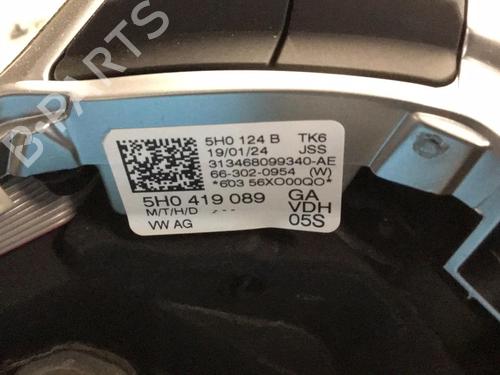 B-PARTS
5H0 124 B TK6
19/01/24 JSS
313468099340-AE
66-302-0954 (W)
*603 56XO00QO*
5H0 419 089 GA
M/T/H/D -/-- VDH
VW AG 05S